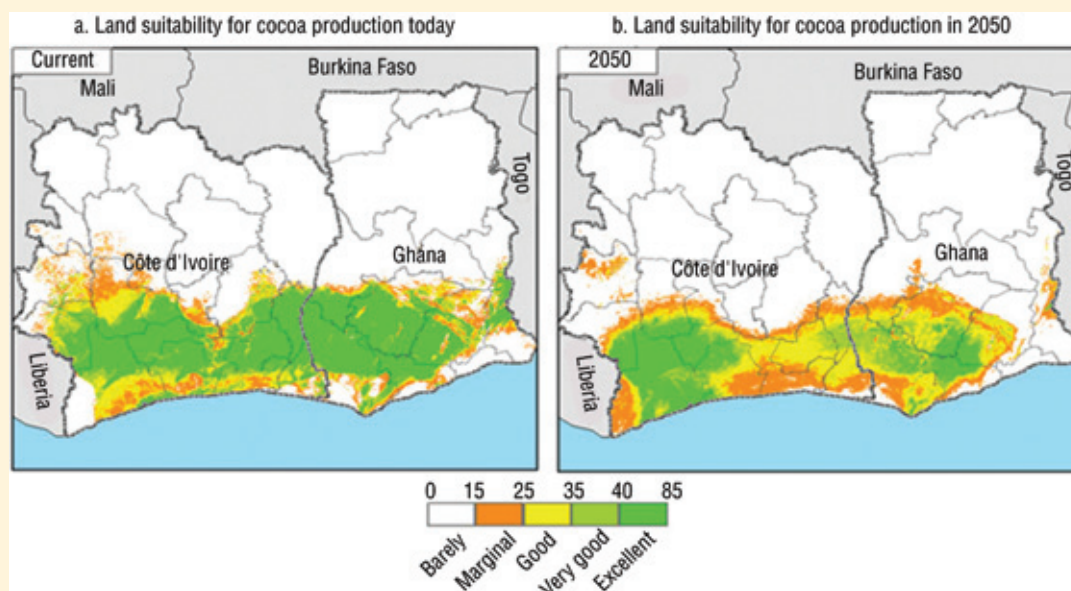 a. Land suitability for cocoa production today
Current
Mali
Burkina Faso
Togo
Côte d'Ivoire
Ghana
Liberia
b. Land suitability for cocoa production in 2050
2050
Mali
Burkina Faso
Togo
Côte d'Ivoire
Ghana
Liberia
0 15 25 35 40 85
Barely
Marginal
Good
Very good
Excellent